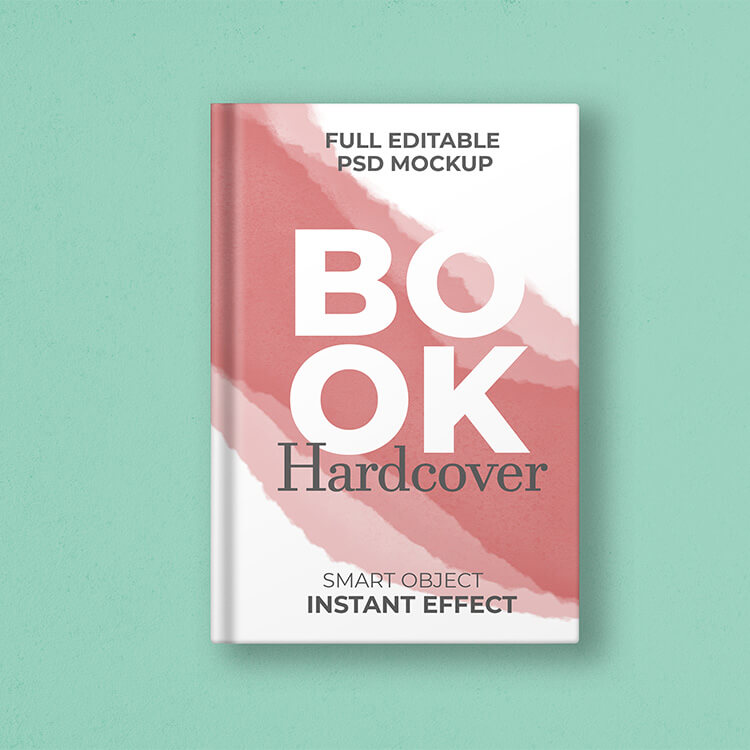 FULL EDITABLE
PSD MOCKUP
BO
OK
Hardcover
SMART OBJECT
INSTANT EFFECT